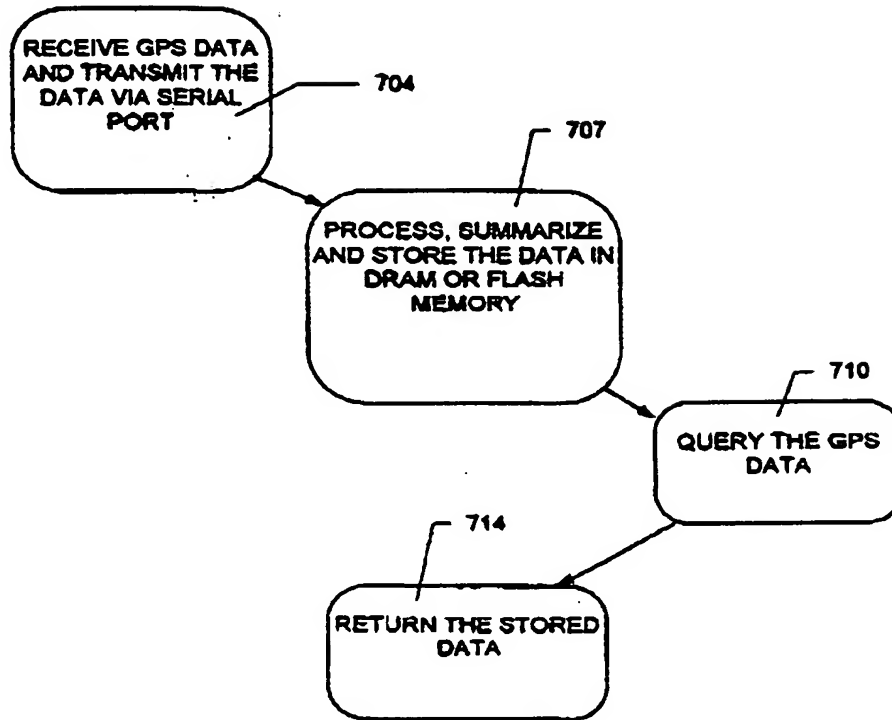 RECEIVE GPS DATA
AND TRANSMIT THE
DATA VIA SERIAL
PORT
704
707
PROCESS, SUMMARIZE
AND STORE THE DATA IN
DRAM OR FLASH
MEMORY
710
QUERY THE GPS
DATA
714
RETURN THE STORED
DATA